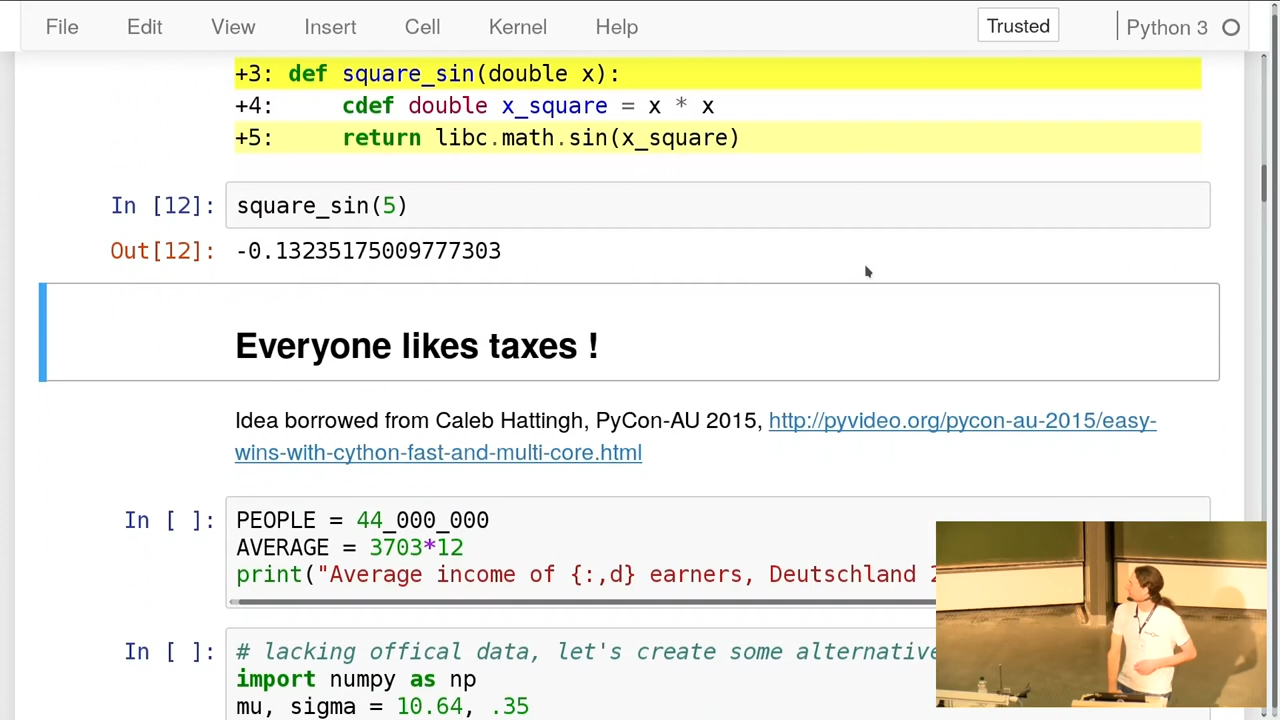 File Edit View Insert Cell Kernel Help Trusted Python 3
+3: def square_sin(double x):
+4:     cdef double x_square = x * x
+5:     return libc.math.sin(x_square)
In [12]: square_sin(5)
Out[12]: -0.13235175009777303
Everyone likes taxes !
Idea borrowed from Caleb Hattingh, PyCon-AU 2015, http://pyvideo.org/pycon-au-2015/easy-
wins-with-cython-fast-and-multi-core.html
In [ ]: PEOPLE = 44_000_000
AVERAGE = 3703*12
print("Average income of {:,d} earners, Deutschland 2
In [ ]: # lacking offical data, let's create some alternative
import numpy as np
mu, sigma = 10.64, .35